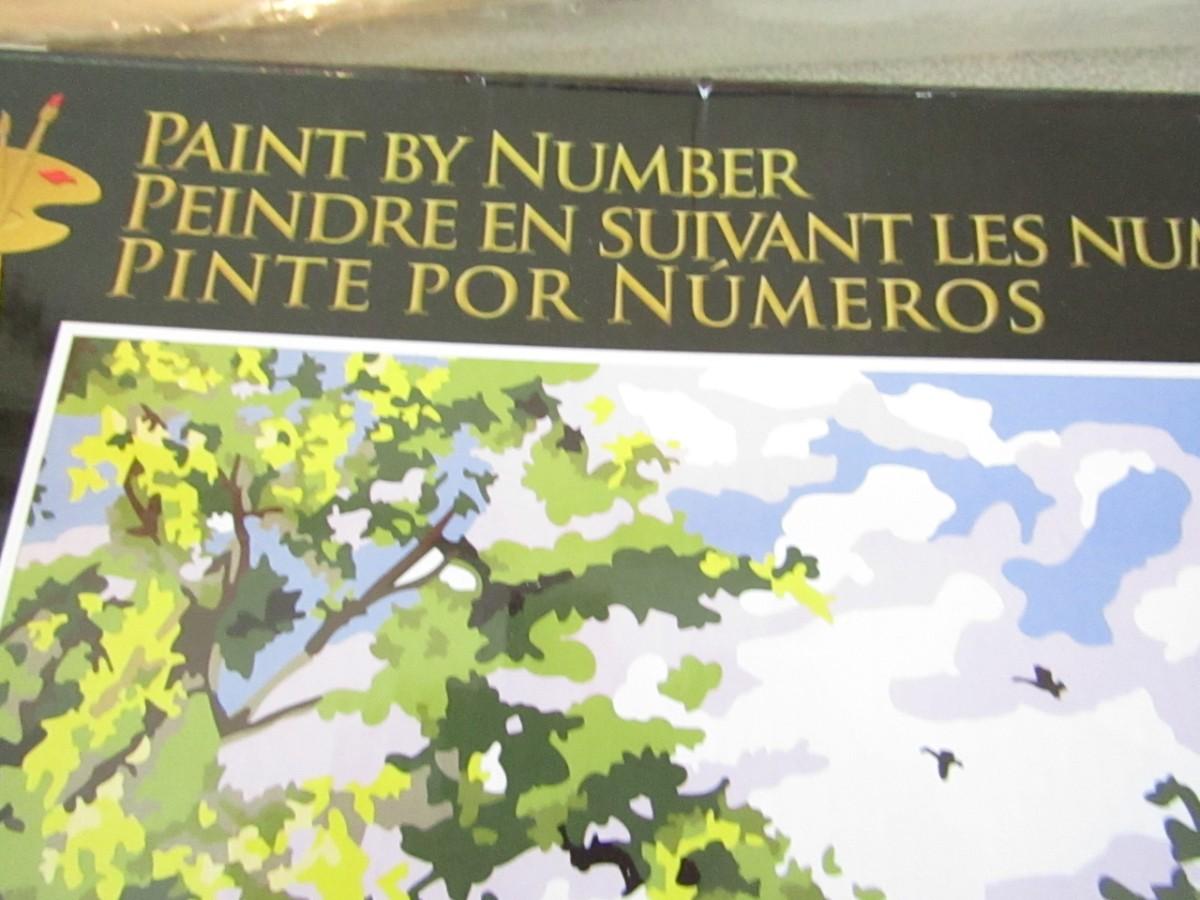 PAINT BY NUMBER
PEINDRE EN SUIVANT LES
PINTE POR NÚMEROS